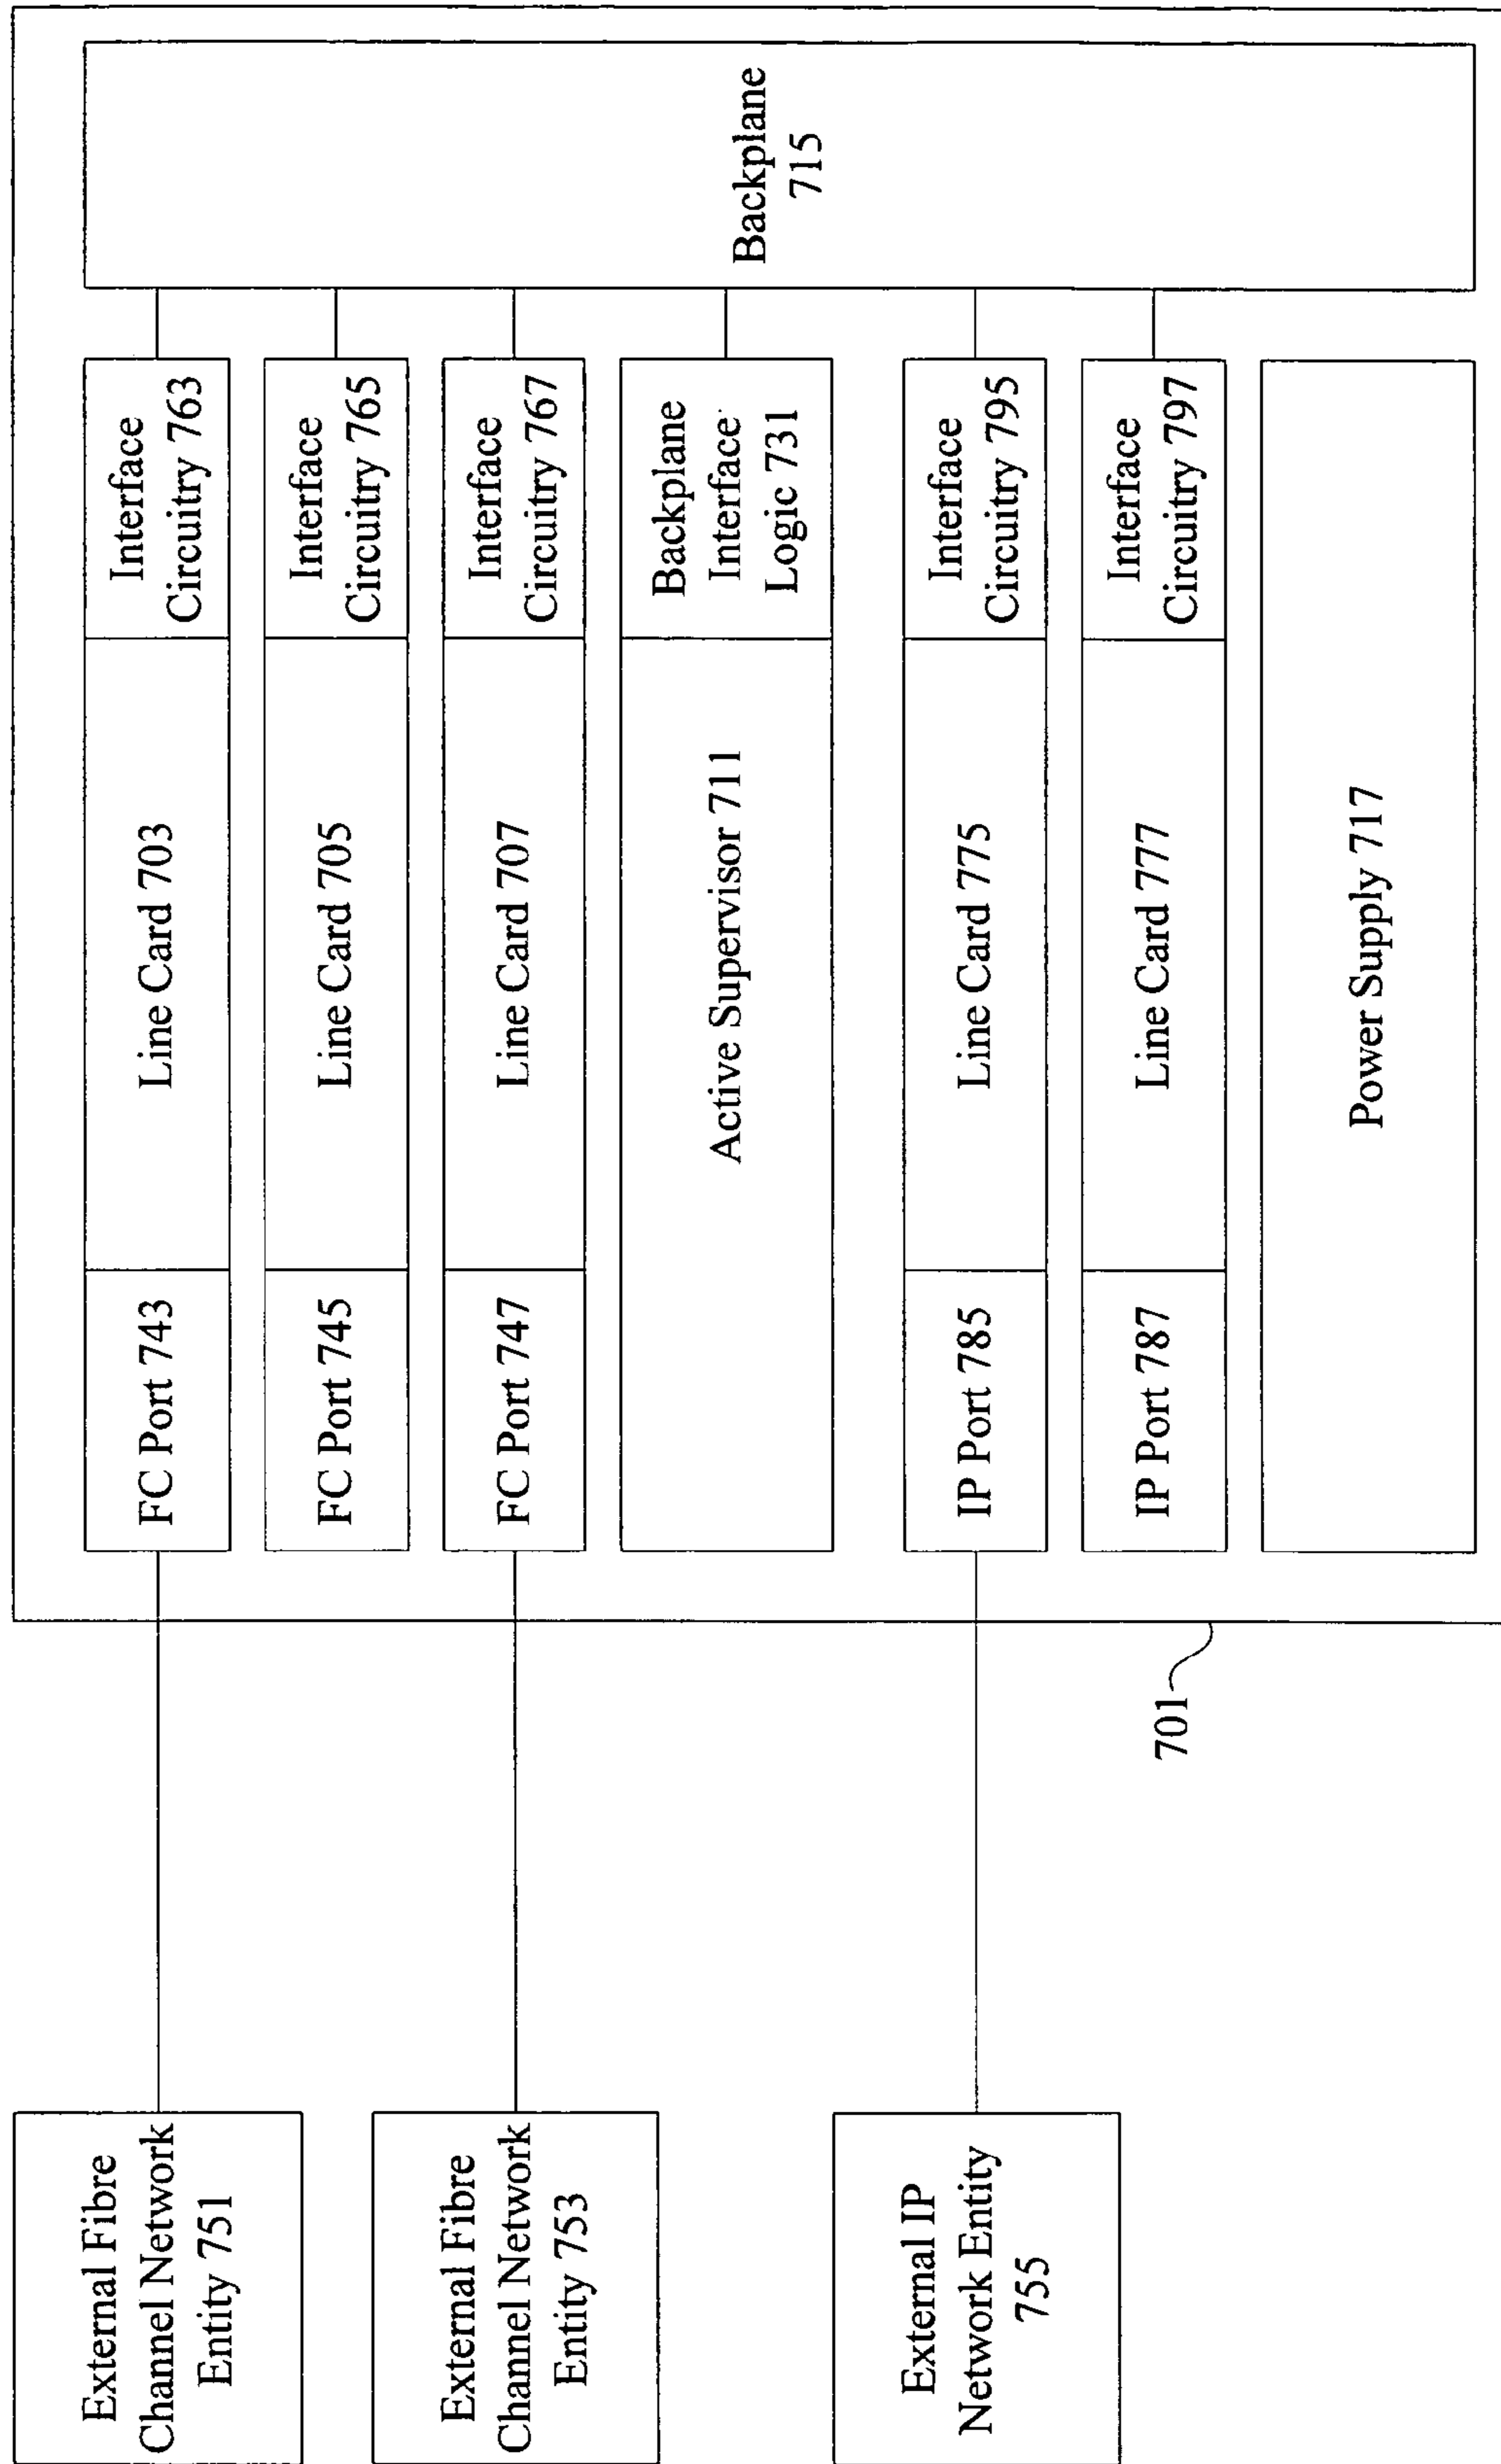 External Fibre
Channel Network
Entity 751
External Fibre
Channel Network
Entity 753
External IP
Network Entity
755
701
FC Port 743
Line Card 703
Interface
Circuitry 763
FC Port 745
Line Card 705
Interface
Circuitry 765
FC Port 747
Line Card 707
Interface
Circuitry 767
Active Supervisor 711
Backplane
Interface
Logic 731
IP Port 785
Line Card 775
Interface
Circuitry 795
IP Port 787
Line Card 777
Interface
Circuitry 797
Power Supply 717
Backplane
715